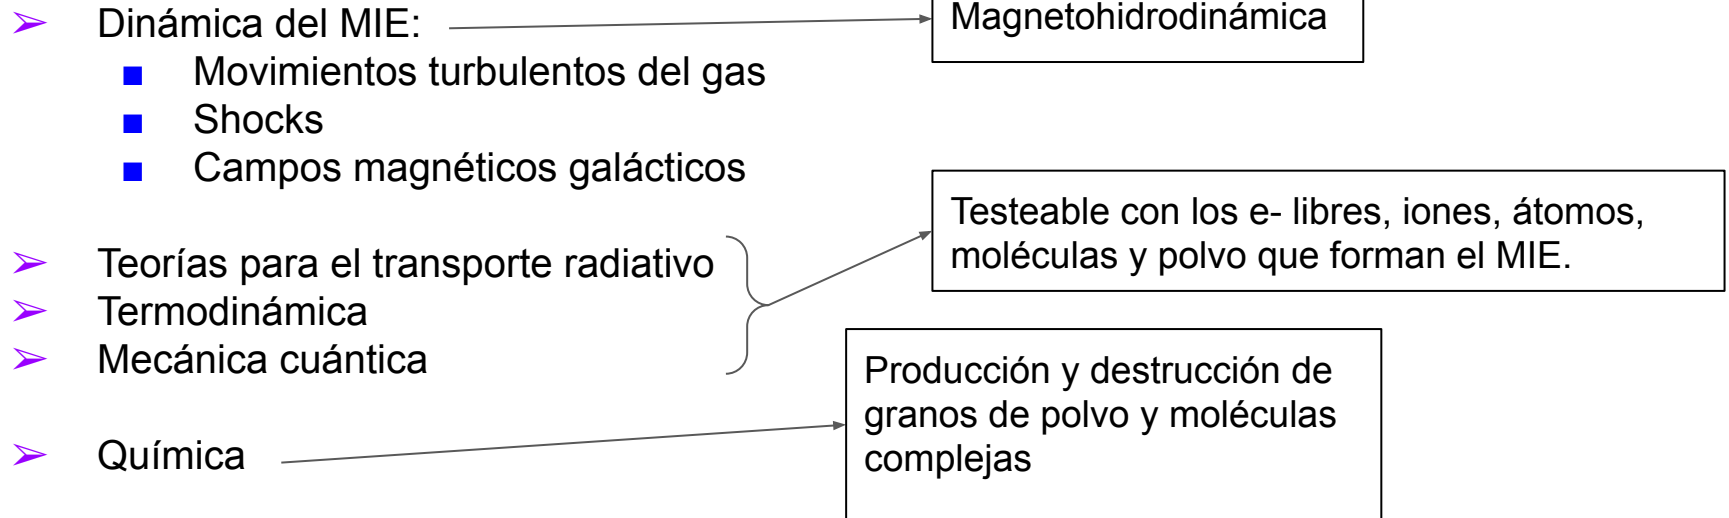 ➢ Dinámica del MIE:
Magnetohidrodinámica
■ Movimientos turbulentos del gas
■ Shocks
■ Campos magnéticos galácticos
➢ Teorías para el transporte radiativo
➢ Termodinámica
➢ Mecánica cuántica
Testeable con los e- libres, iones, átomos,
moléculas y polvo que forman el MIE.
➢ Química
Producción y destrucción de
granos de polvo y moléculas
complejas